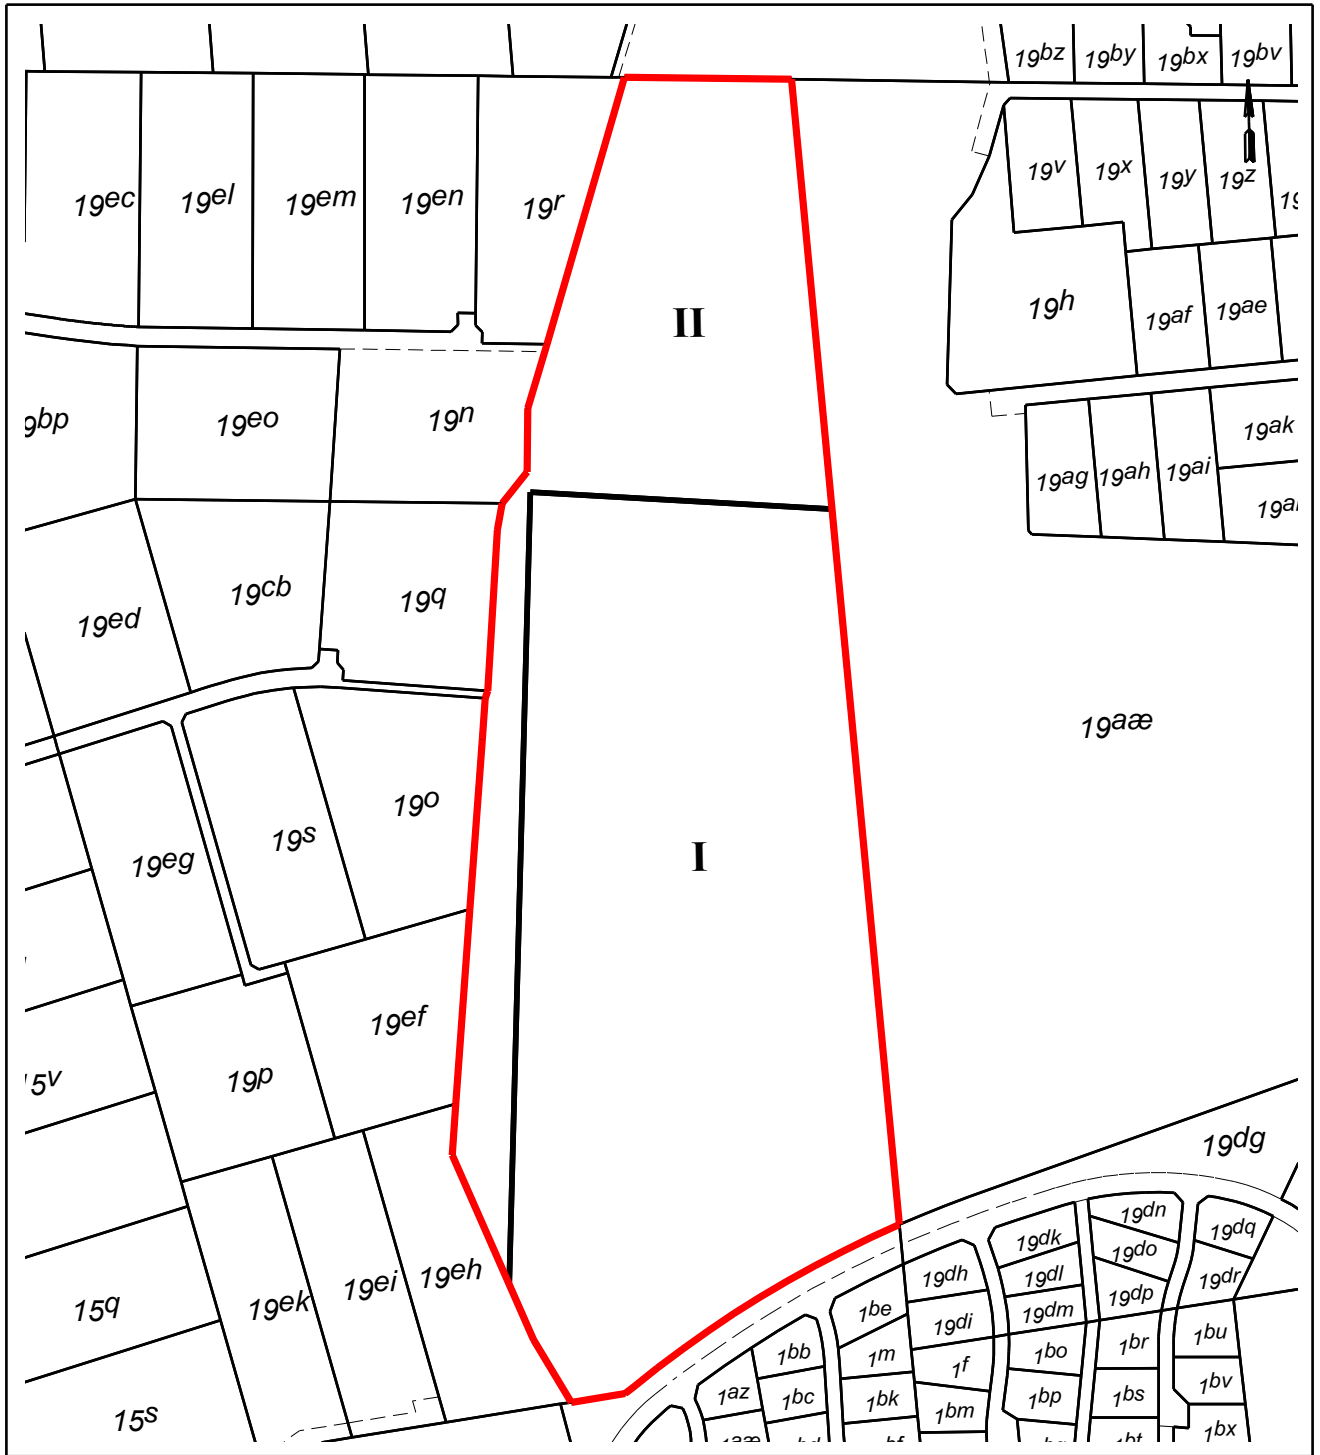 19bz 19by 19bx 19bv
19v 19x 19y 19z
19ec 19el 19em 19en 19r
II
19h 19af 19ae
19eo 19n
19ak
19ag 19ah 19ai
19ed 19cb 19q
19aæ
19eg 19s 19o
I
19p 19ef
19dg
19dn 19dq
19dk 19do
19dh 19dl 19dp 19dr
19ek 19ei 19eh
15q
1be 19di 19dm
1bb 1m 1f 1bo 1br 1bu
1az 1bc 1bk 1bm 1bp 1bs 1bv
15s
1bx